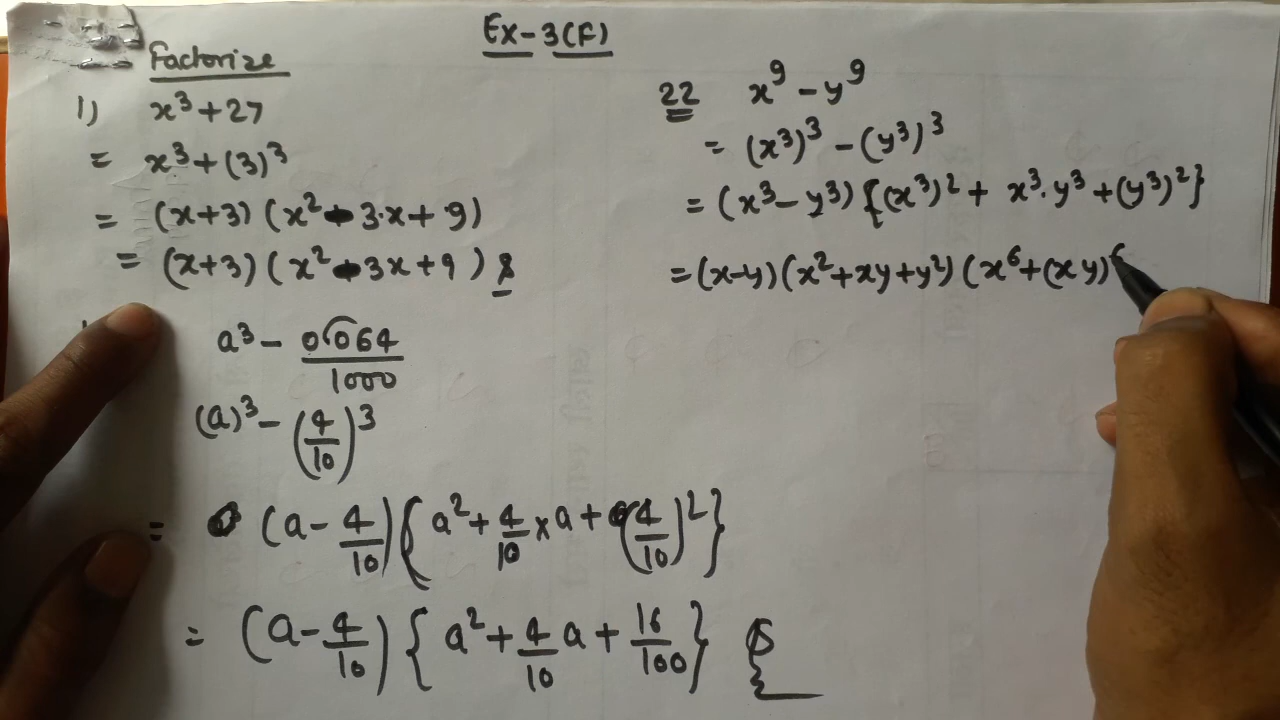 Ex-3(F)
Factorize
1) x³+27
= x³+(3)³
= (x+3)(x²-3·x+9)
= (x+3)(x²-3x+9)
a³ - 0.064/1000
(a)³ - (4/10)³
= (a-4/10){a²+4/10×a+(4/10)²}
= (a-4/10){a²+4/10a+16/100}
22 x⁹-y⁹
= (x³)³-(y³)³
= (x³-y³){(x³)²+x³·y³+(y³)²}
= (x-y)(x²+xy+y²)(x⁶+(xy)